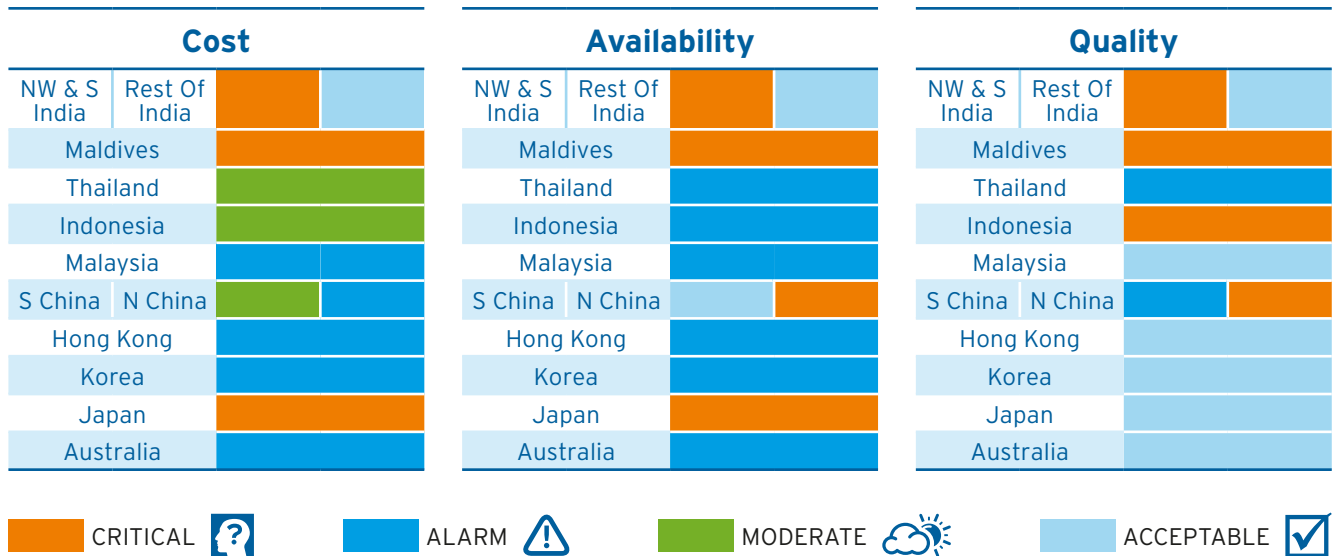 Cost
NW & S India
Rest Of India
Maldives
Thailand
Indonesia
Malaysia
S China
N China
Hong Kong
Korea
Japan
Australia
Availability
NW & S India
Rest Of India
Maldives
Thailand
Indonesia
Malaysia
S China
N China
Hong Kong
Korea
Japan
Australia
Quality
NW & S India
Rest Of India
Maldives
Thailand
Indonesia
Malaysia
S China
N China
Hong Kong
Korea
Japan
Australia
CRITICAL ?
ALARM !
MODERATE
ACCEPTABLE